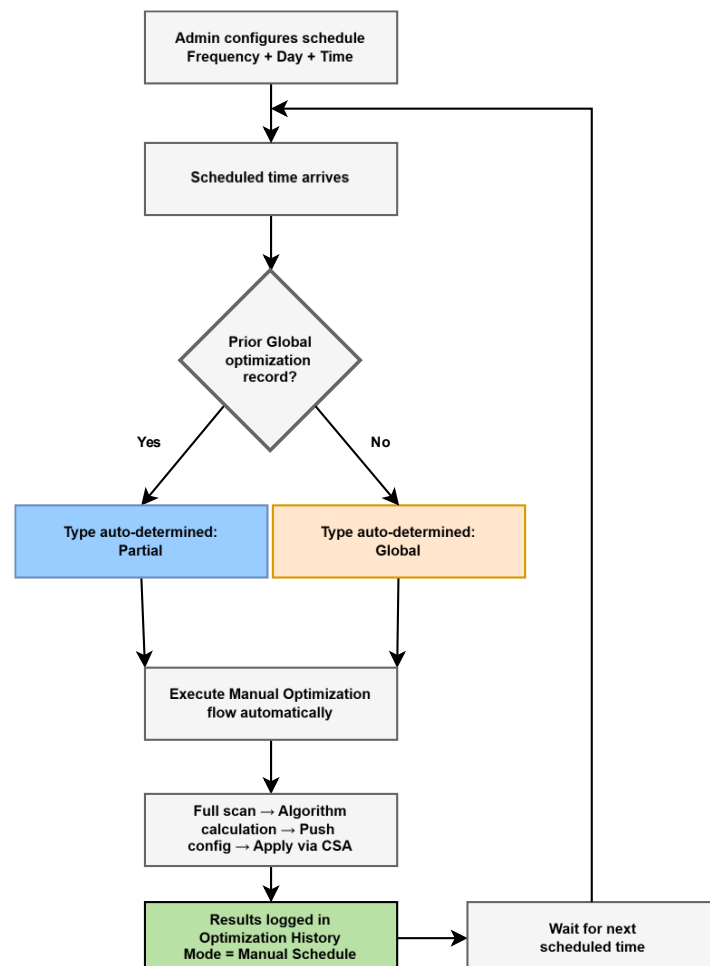 Admin configures schedule
Frequency + Day + Time
Scheduled time arrives
Prior Global
optimization
record?
Yes
No
Type auto-determined:
Partial
Type auto-determined:
Global
Execute Manual Optimization
flow automatically
Full scan → Algorithm
calculation → Push
config → Apply via CSA
Results logged in
Optimization History
Mode = Manual Schedule
Wait for next
scheduled time